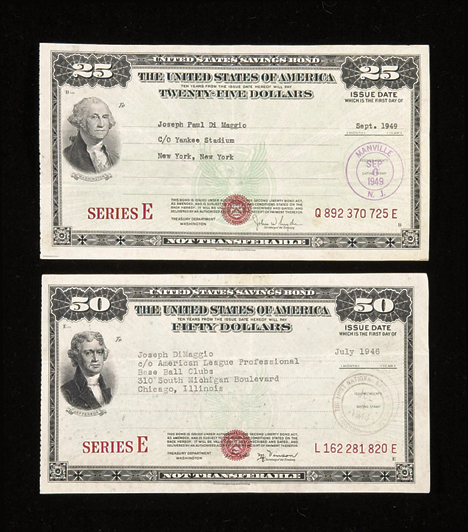 UNITED STATES SAVINGS BOND
25 THE UNITED STATES OF AMERICA 25
TEN YEARS FROM THE ISSUE DATE HEREOF WILL PAY
TWENTY-FIVE DOLLARS
ISSUE DATE
WHICH IS THE FIRST DAY OF
To
Joseph Paul Di Maggio
Sept. 1949
C/O Yankee Stadium
New York, New York
MANVILLE
SEP
6
1949
N. J.
SERIES E
TREASURY DEPARTMENT
WASHINGTON
Q 892 370 725 E
NOT TRANSFERABLE
UNITED STATES SAVINGS BOND
50 THE UNITED STATES OF AMERICA 50
TEN YEARS FROM THE ISSUE DATE HEREOF WILL PAY
FIFTY DOLLARS
ISSUE DATE
WHICH IS THE FIRST DAY OF
To
Joseph DiMaggio
July 1946
c/o American League Professional
Base Ball Clubs
310 South Michigan Boulevard
Chicago, Illinois
JEFFERSON
SERIES E
TREASURY DEPARTMENT
WASHINGTON
L 162 281 820 E
NOT TRANSFERABLE